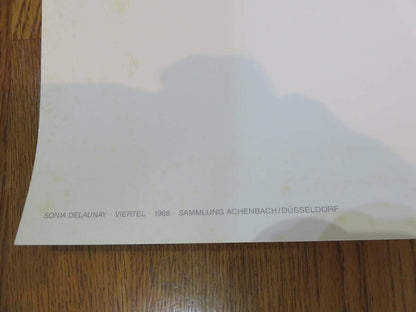 SONIA DELAUNAY · VIERTEL · 1968 · SAMMLUNG ACHENBACH/DÜSSELDORF